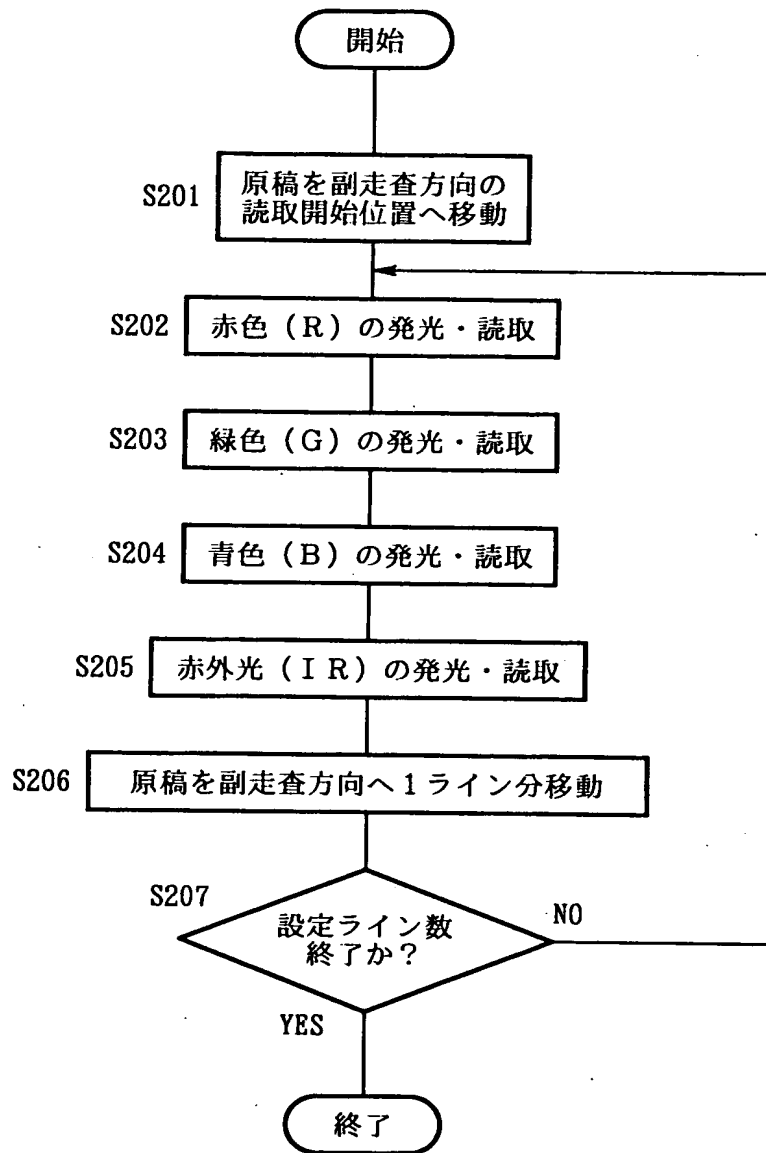 開始
S201
原稿を副走査方向の
読取開始位置へ移動
S202
赤色(R)の発光・読取
S203
緑色(G)の発光・読取
S204
青色(B)の発光・読取
S205
赤外光(IR)の発光・読取
S206
原稿を副走査方向へ1ライン分移動
S207
設定ライン数
終了か?
NO
YES
終了